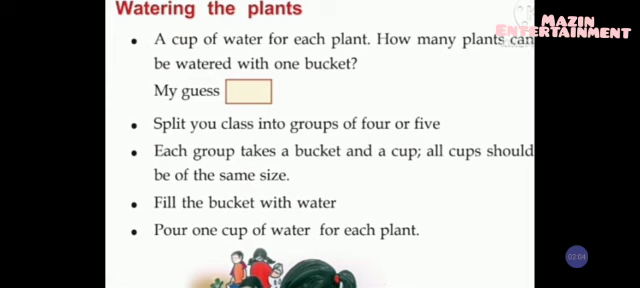 Watering the plants
MAZIN
ENTERTAINMENT
• A cup of water for each plant. How many plants can
be watered with one bucket?
My guess
• Split you class into groups of four or five
• Each group takes a bucket and a cup; all cups should
be of the same size.
• Fill the bucket with water
• Pour one cup of water for each plant.
02:04